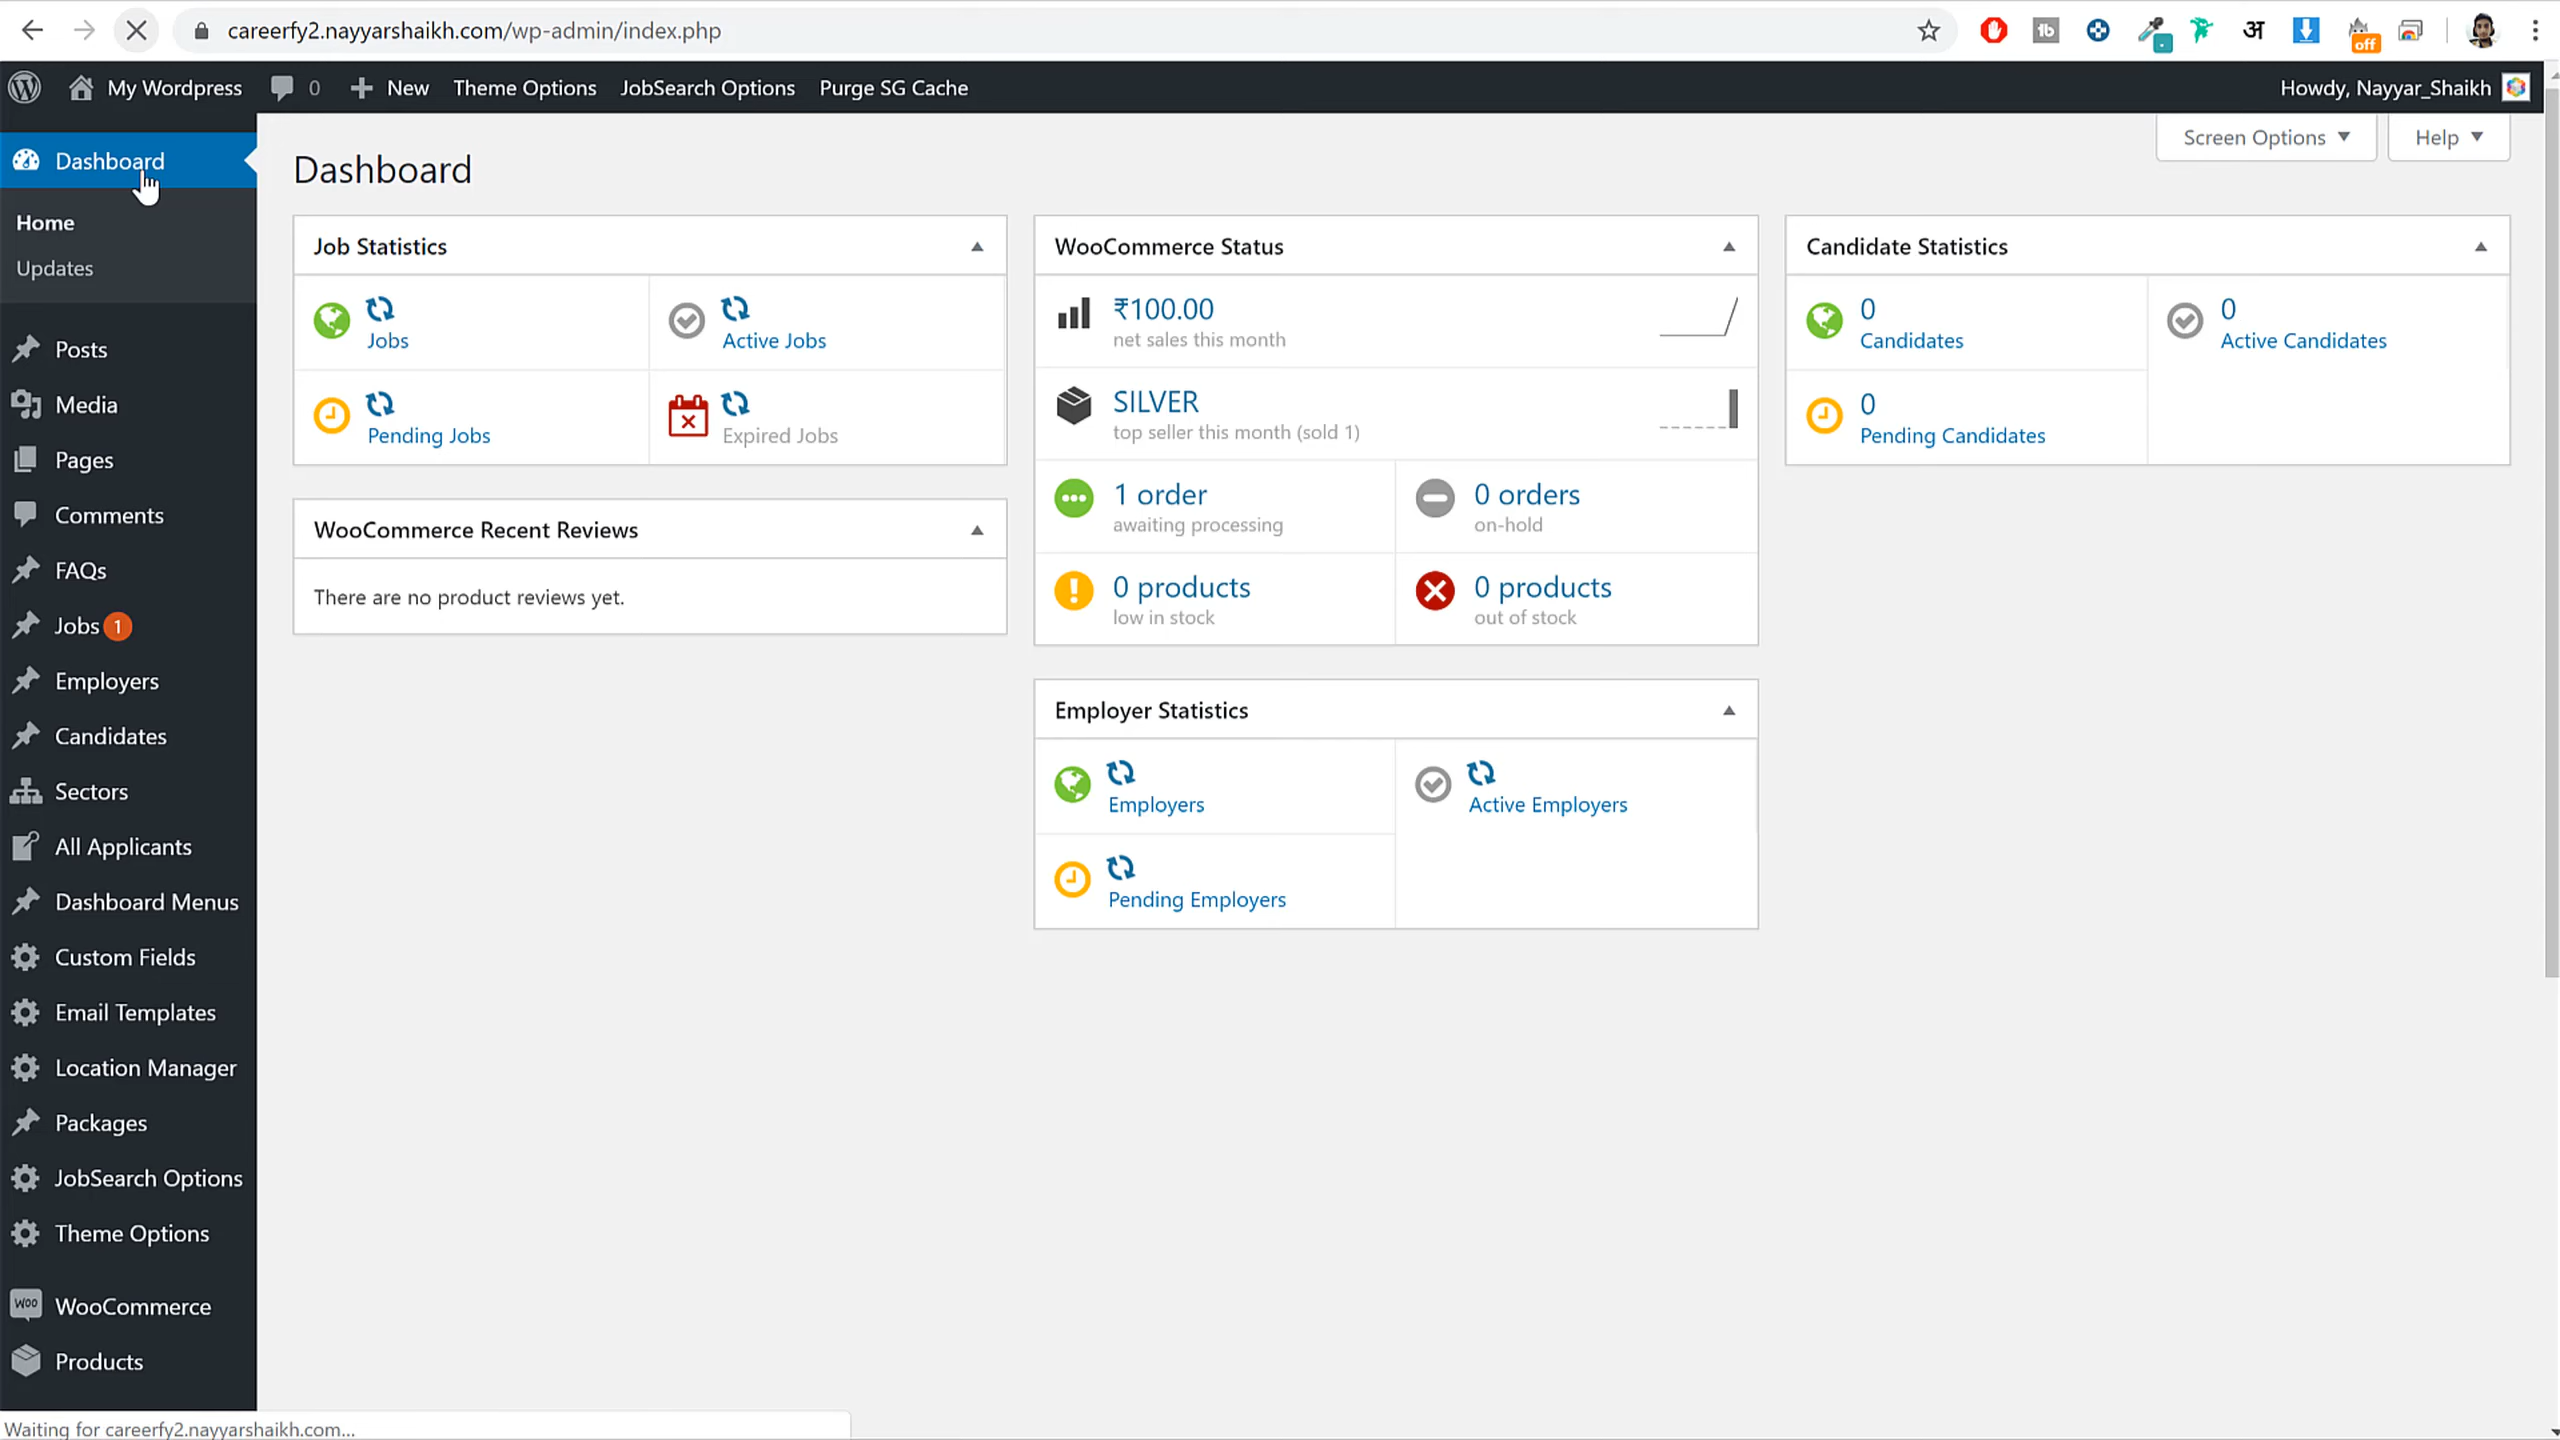 careerfy2.nayyarshaikh.com/wp-admin/index.php
tb
अ
off
My Wordpress
0
New
Theme Options
JobSearch Options
Purge SG Cache
Howdy, Nayyar_Shaikh
Dashboard
Home
Updates
Posts
Media
Pages
Comments
FAQs
Jobs 1
Employers
Candidates
Sectors
All Applicants
Dashboard Menus
Custom Fields
Email Templates
Location Manager
Packages
JobSearch Options
Theme Options
WOO WooCommerce
Products
Screen Options
Help
Dashboard
Job Statistics
Jobs
Active Jobs
Pending Jobs
Expired Jobs
WooCommerce Recent Reviews
There are no product reviews yet.
WooCommerce Status
₹100.00
net sales this month
SILVER
top seller this month (sold 1)
1 order
awaiting processing
0 orders
on-hold
0 products
low in stock
0 products
out of stock
Employer Statistics
Employers
Active Employers
Pending Employers
Candidate Statistics
0
Candidates
0
Active Candidates
0
Pending Candidates
Waiting for careerfy2.nayyarshaikh.com...